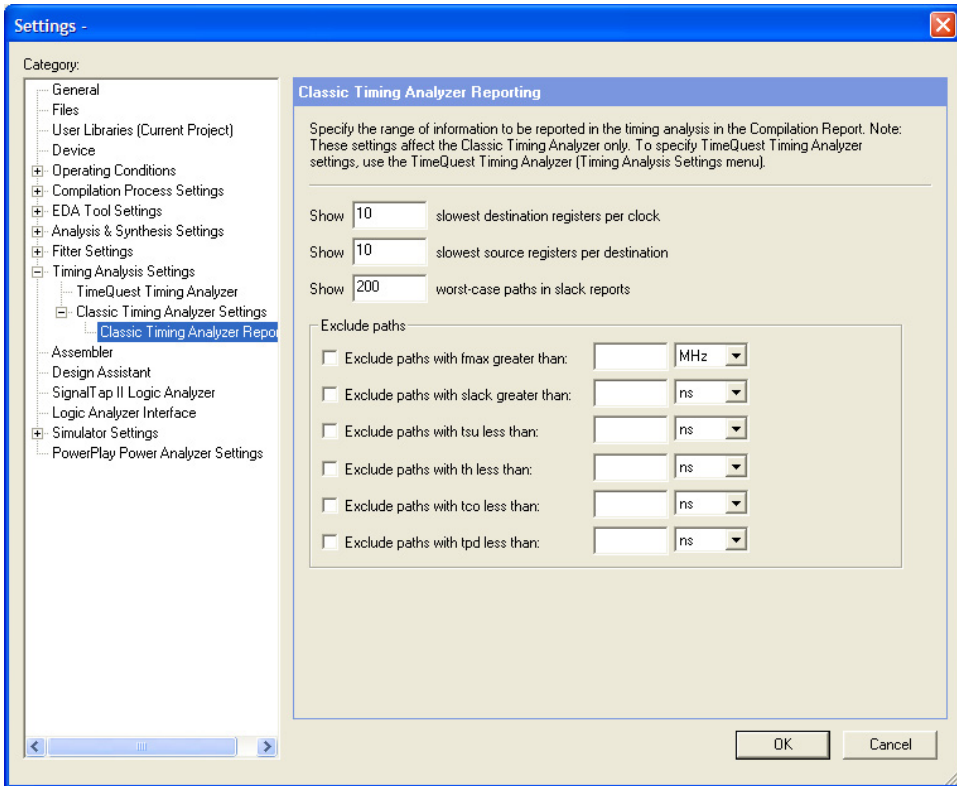 Settings -
Category:
General
Files
User Libraries (Current Project)
Device
Operating Conditions
Compilation Process Settings
EDA Tool Settings
Analysis & Synthesis Settings
Fitter Settings
Timing Analysis Settings
TimeQuest Timing Analyzer
Classic Timing Analyzer Settings
Classic Timing Analyzer Repor
Assembler
Design Assistant
SignalTap II Logic Analyzer
Logic Analyzer Interface
Simulator Settings
PowerPlay Power Analyzer Settings
Classic Timing Analyzer Reporting
Specify the range of information to be reported in the timing analysis in the Compilation Report. Note:
These settings affect the Classic Timing Analyzer only. To specify TimeQuest Timing Analyzer
settings, use the TimeQuest Timing Analyzer (Timing Analysis Settings menu).
Show 10 slowest destination registers per clock
Show 10 slowest source registers per destination
Show 200 worst-case paths in slack reports
Exclude paths
Exclude paths with fmax greater than: MHz
Exclude paths with slack greater than: ns
Exclude paths with tsu less than: ns
Exclude paths with th less than: ns
Exclude paths with tco less than: ns
Exclude paths with tpd less than: ns
OK Cancel